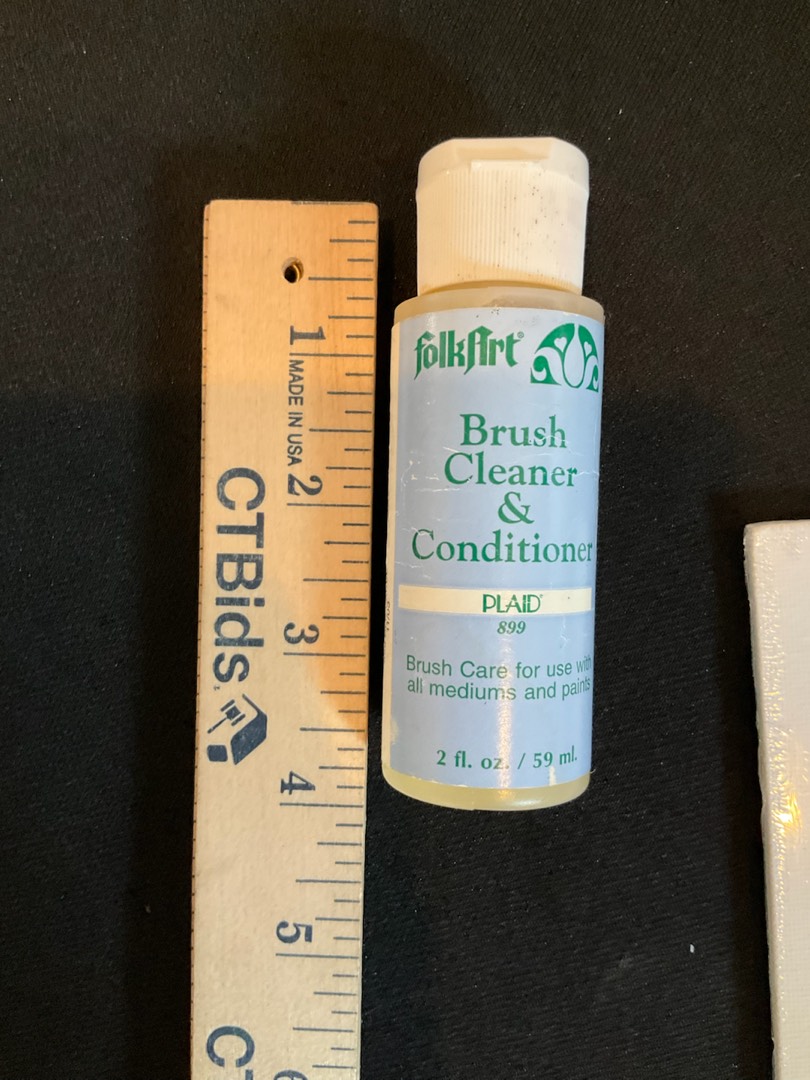 1
MADE IN USA
2
CTBids
3
4
5
6
folkArt®
Brush
Cleaner
&
Conditioner
PLAID®
899
Brush Care for use with
all mediums and paints
2 fl. oz. / 59 ml.